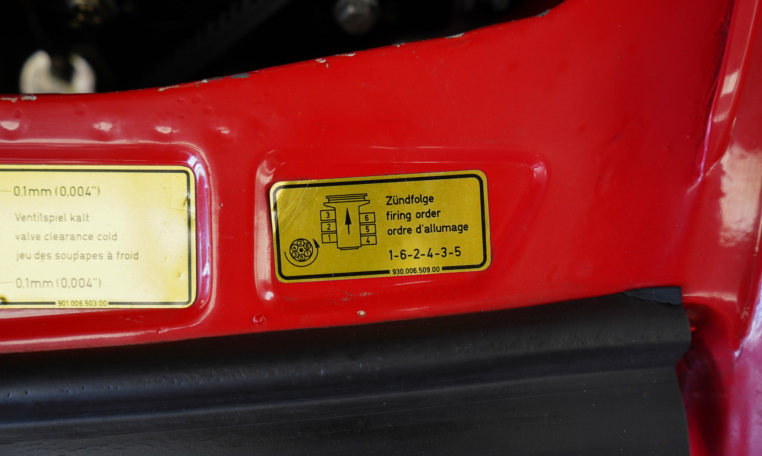 0,1mm (0,004")
Ventilspiel kalt
valve clearance cold
jeu des soupapes à froid
0,1mm (0,004")
901.006.503.00
Zündfolge
firing order
ordre d'allumage
3 6
2 5
1 4
1-6-2-4-3-5
930.006.509.00